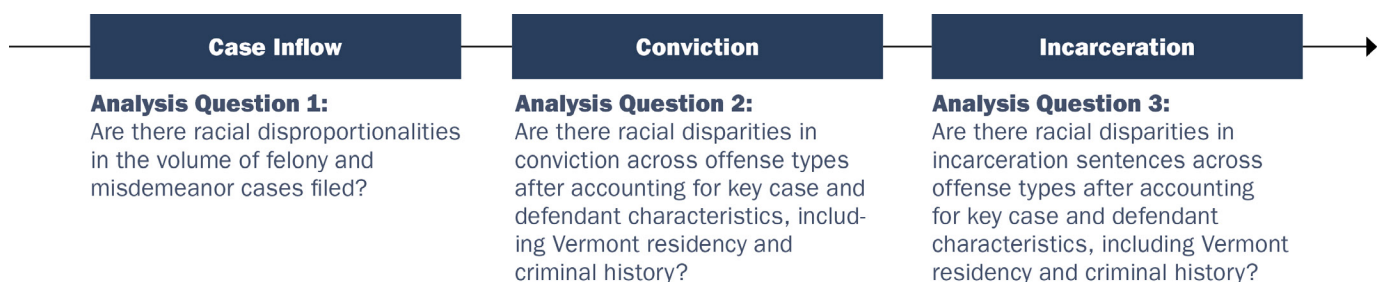 Case Inflow
Analysis Question 1:
Are there racial disproportionalities
in the volume of felony and
misdemeanor cases filed?
Conviction
Analysis Question 2:
Are there racial disparities in
conviction across offense types
after accounting for key case and
defendant characteristics, includ-
ing Vermont residency and
criminal history?
Incarceration
Analysis Question 3:
Are there racial disparities in
incarceration sentences across
offense types after accounting
for key case and defendant
characteristics, including Vermont
residency and criminal history?